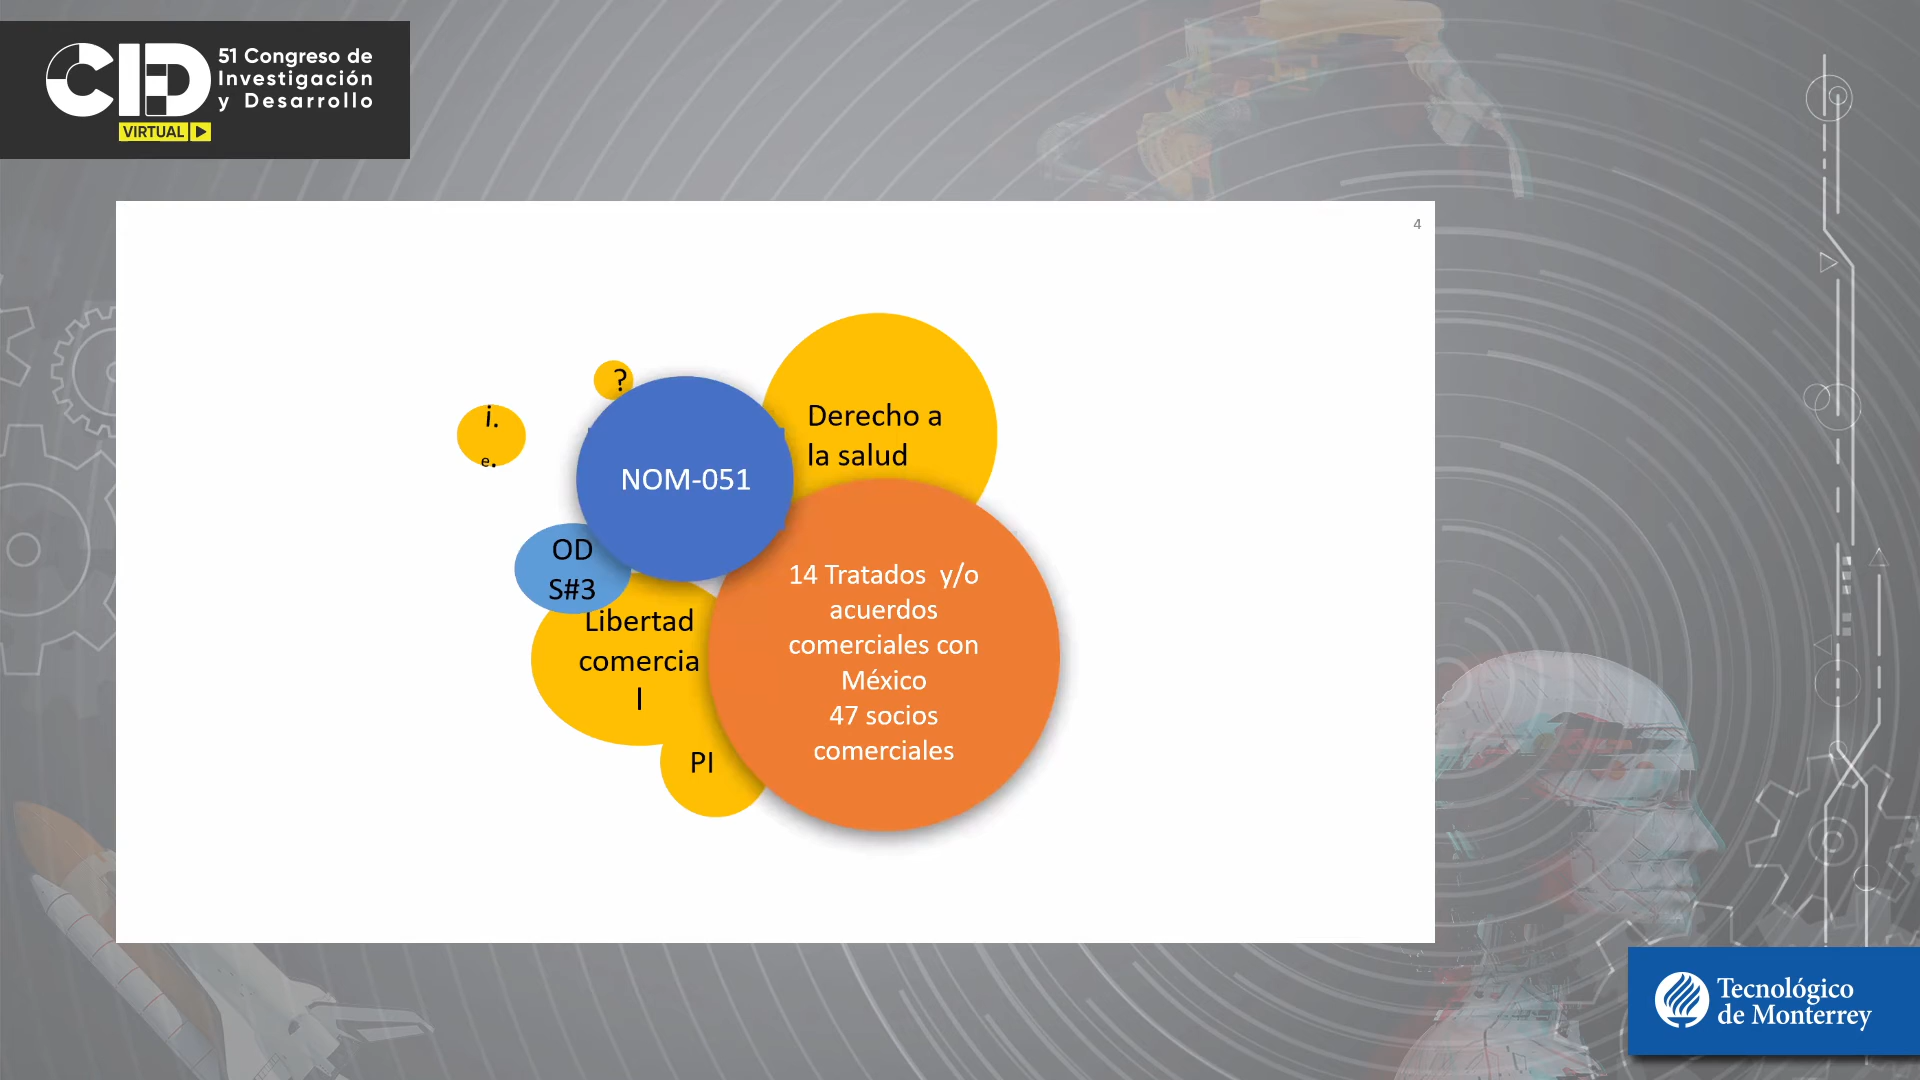 CID
51 Congreso de
Investigación
y Desarrollo
VIRTUAL
4
?
i.
e.
Derecho a
la salud
NOM-051
OD
S#3
Libertad
comercia
l
14 Tratados y/o
acuerdos
comerciales con
México
47 socios
comerciales
PI
Tecnológico
de Monterrey